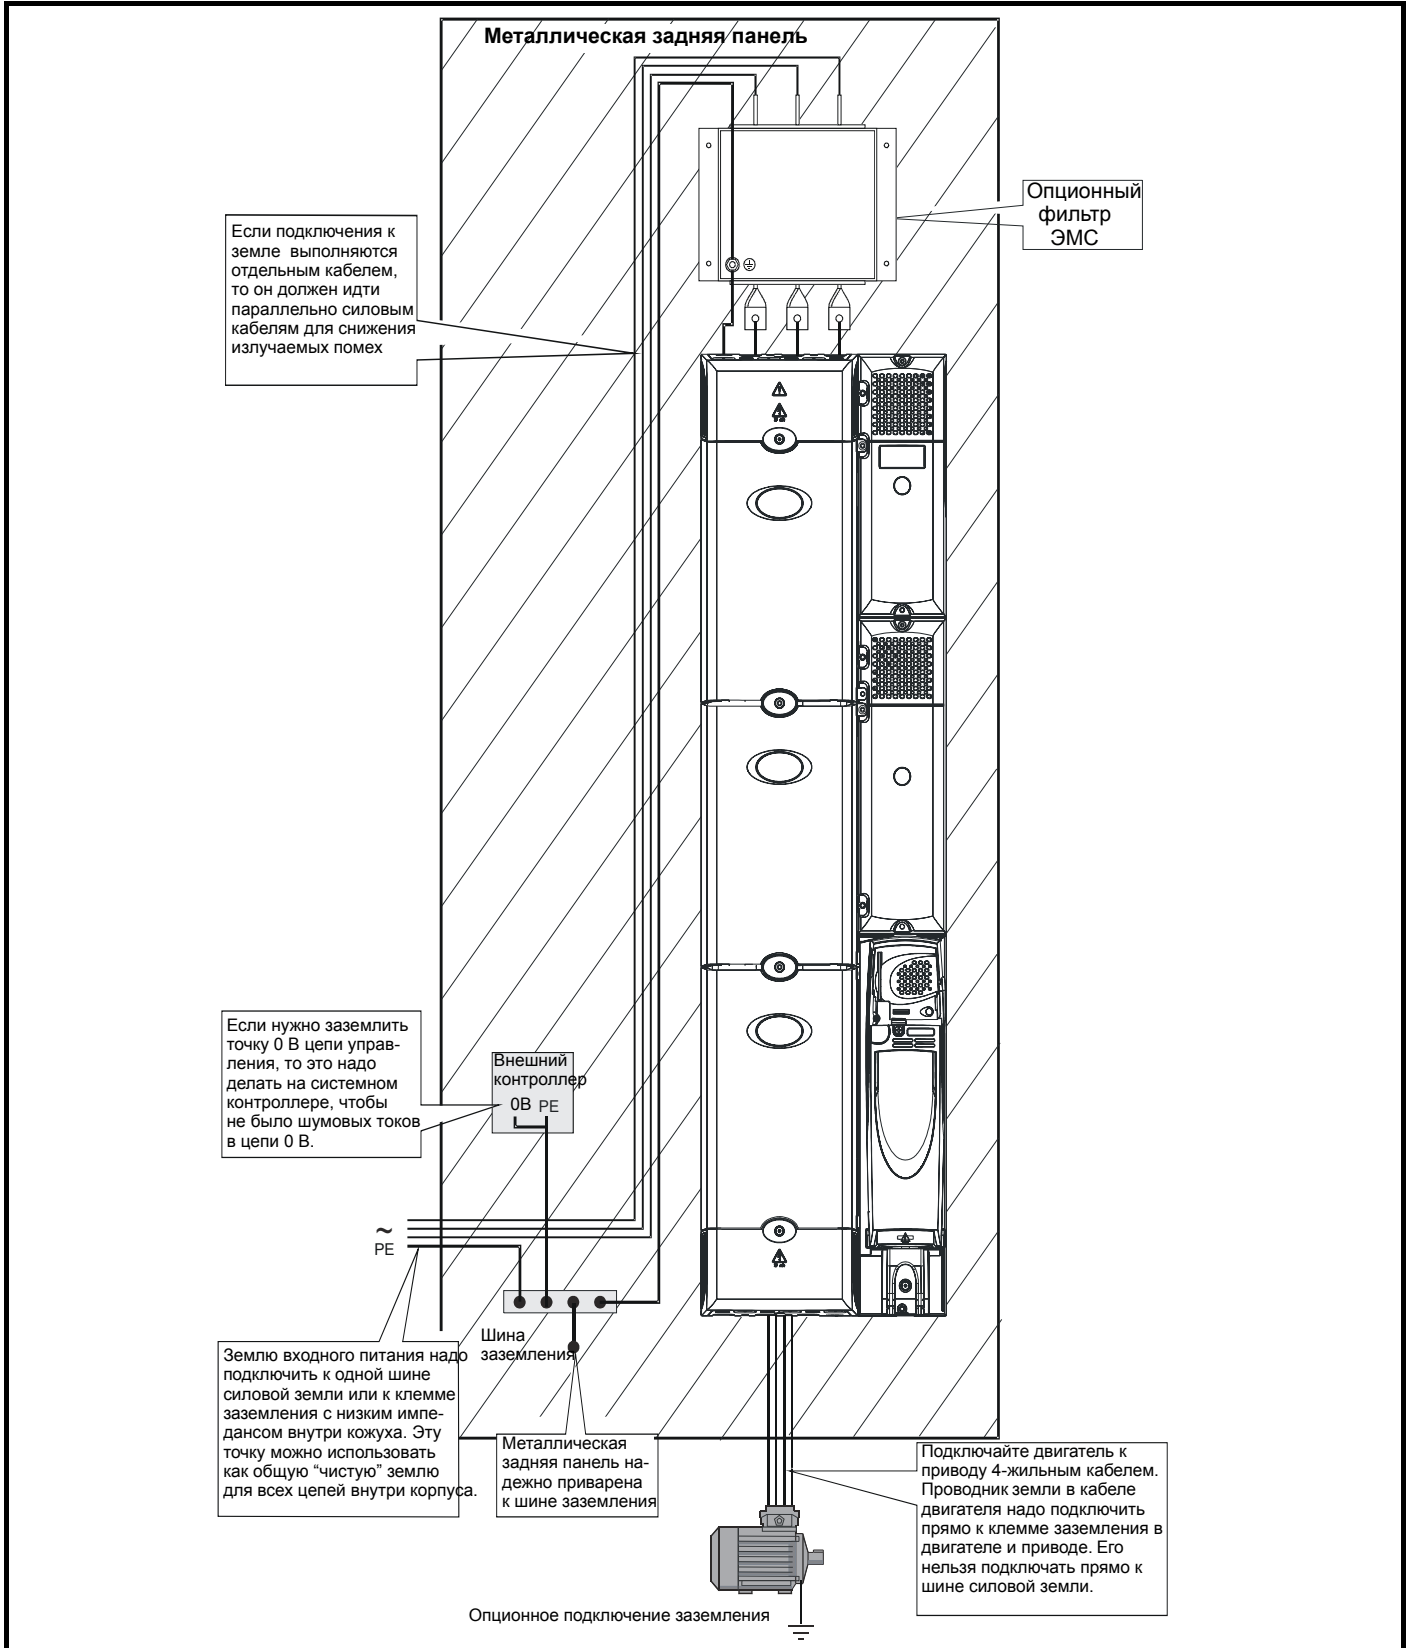 Металлическая задняя панель
Опционный
фильтр
ЭМС
Если подключения к
земле выполняются
отдельным кабелем,
то он должен идти
параллельно силовым
кабелям для снижения
излучаемых помех
Если нужно заземлить
точку 0 В цепи управ-
ления, то это надо
делать на системном
контроллере, чтобы
не было шумовых токов
в цепи 0 В.
Внешний
контроллер
0В PE
~
PE
Шина
заземления
Землю входного питания надо
подключить к одной шине
силовой земли или к клемме
заземления с низким импе-
дансом внутри кожуха. Эту
точку можно использовать
как общую “чистую” землю
для всех цепей внутри корпуса.
Металлическая
задняя панель на-
дежно приварена
к шине заземления
Подключайте двигатель к
приводу 4-жильным кабелем.
Проводник земли в кабеле
двигателя надо подключить
прямо к клемме заземления в
двигателе и приводе. Его
нельзя подключать прямо к
шине силовой земли.
Опционное подключение заземления